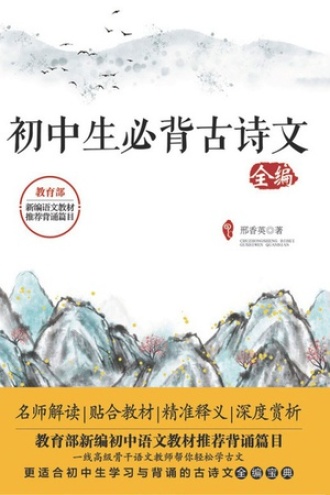 初中生必背古诗文
全编
教育部
新编语文教材
推荐背诵篇目
邢香英◎著
CHUZHONGSHENG BIBEI
GUSHIWEN QUANBIAN
名师解读|贴合教材|精准释义|深度赏析
教育部新编初中语文教材推荐背诵篇目
一线高级骨干语文教师帮你轻松学古文
更适合初中生学习与背诵的古诗文全编宝典